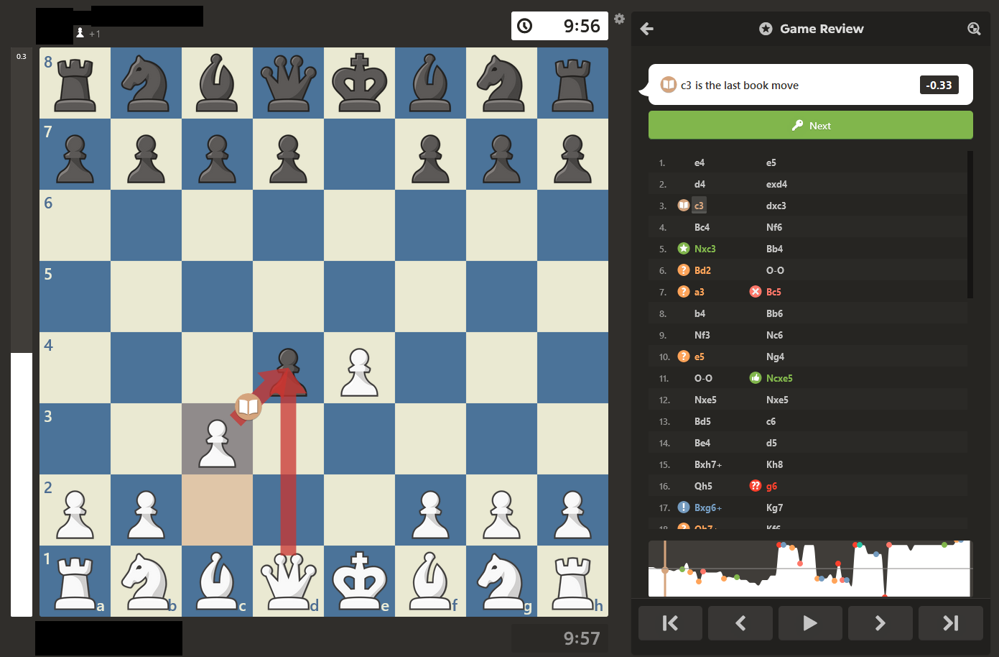 +1
9:56
0.3
8
7
6
5
4
3
2
1
a
b
c
d
e
f
g
h
9:57
Game Review
c3 is the last book move
-0.33
Next
1. e4 e5
2. d4 exd4
3. c3 dxc3
4. Bc4 Nf6
5. Nxc3 Bb4
6. ? Bd2 O-O
7. ? a3 Bc5
8. b4 Bb6
9. Nf3 Nc6
10. ? e5 Ng4
11. O-O Ncxe5
12. Nxe5 Nxe5
13. Bd5 c6
14. Be4 d5
15. Bxh7+ Kh8
16. Qh5 ?? g6
17. ! Bxg6+ Kg7
18. ? Qh7+ Kf6